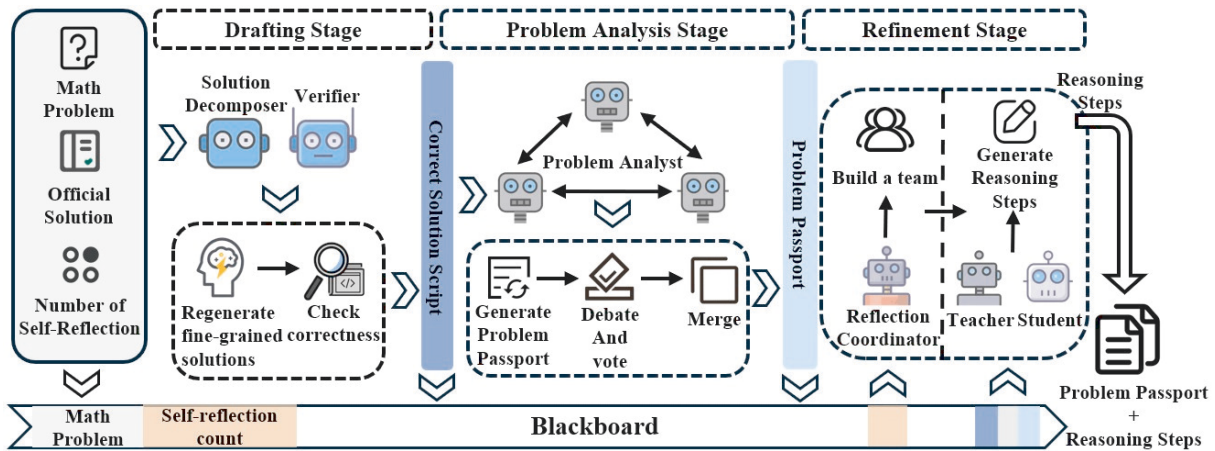 Drafting Stage
Problem Analysis Stage
Refinement Stage
Math
Problem
Official
Solution
Number of
Self-Reflection
Solution
Decomposer
Verifier
Regenerate
fine-grained
solutions
Check
correctness
Correct Solution Script
Problem Analyst
Generate
Problem
Passport
Debate
And
vote
Merge
Problem Passport
Build a team
Reflection
Coordinator
Generate
Reasoning
Steps
Teacher
Student
Reasoning
Steps
Problem Passport
+
Reasoning Steps
Math
Problem
Self-reflection
count
Blackboard